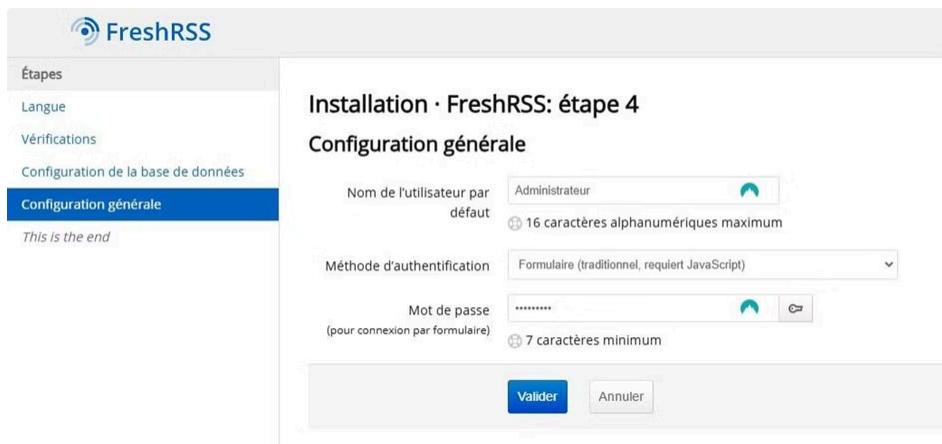 FreshRSS
Étapes
Langue
Vérifications
Configuration de la base de données
Configuration générale
This is the end
Installation · FreshRSS: étape 4
Configuration générale
Nom de l'utilisateur par
défaut
Administrateur
16 caractères alphanumériques maximum
Méthode d'authentification
Formulaire (traditionnel, requiert JavaScript)
Mot de passe
(pour connexion par formulaire)
•••••••••
7 caractères minimum
Valider
Annuler